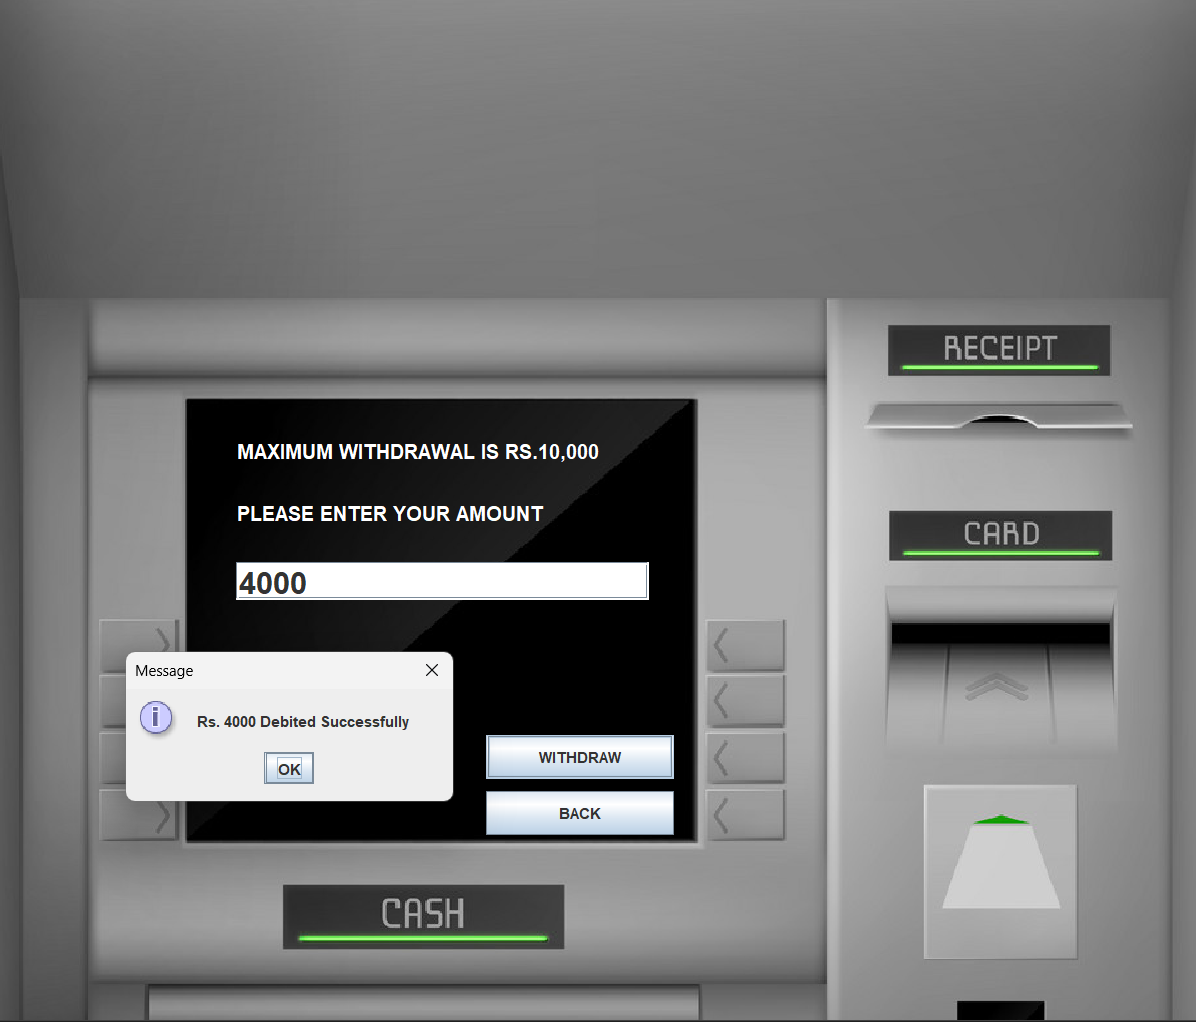 RECEIPT
MAXIMUM WITHDRAWAL IS RS.10,000
PLEASE ENTER YOUR AMOUNT
CARD
4000
Message
i
Rs. 4000 Debited Successfully
OK
WITHDRAW
BACK
CASH